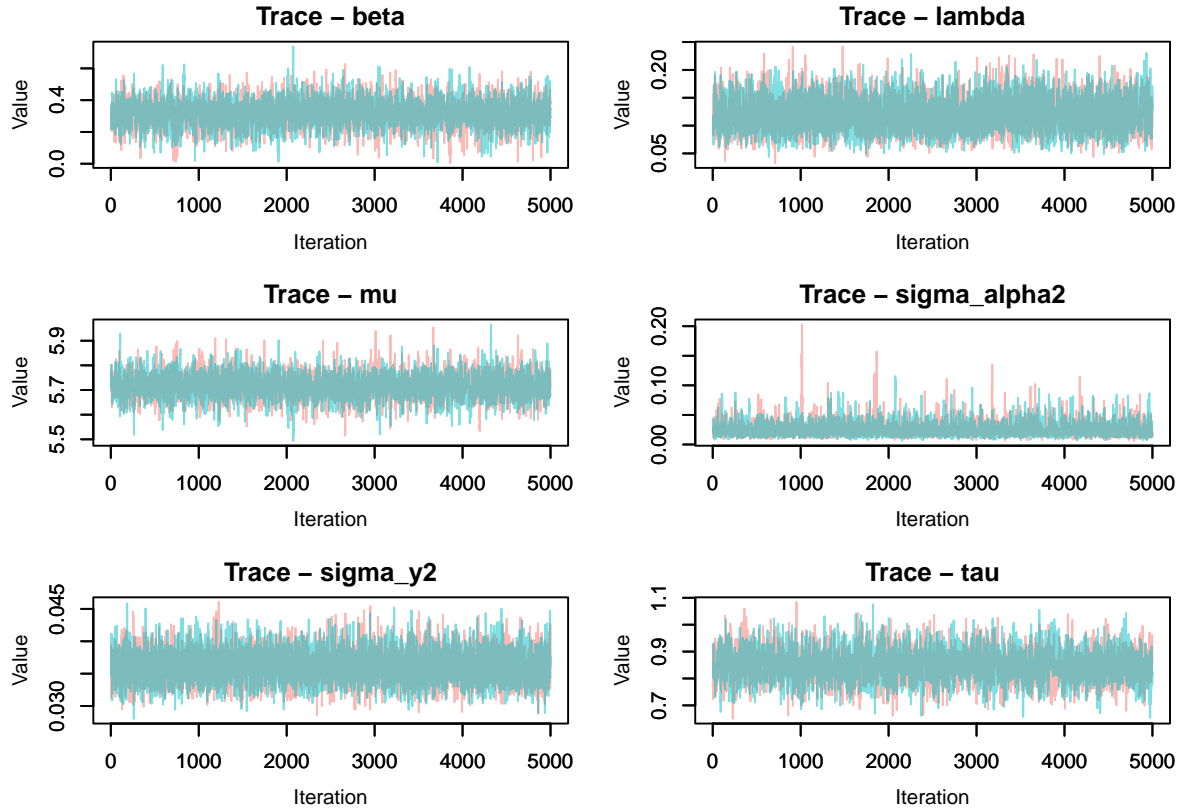 Trace − beta
Value
0.0 0.4
0 1000 2000 3000 4000 5000
Iteration
Trace − lambda
Value
0.05 0.20
0 1000 2000 3000 4000 5000
Iteration
Trace − mu
Value
5.5 5.7 5.9
0 1000 2000 3000 4000 5000
Iteration
Trace − sigma_alpha2
Value
0.00 0.10 0.20
0 1000 2000 3000 4000 5000
Iteration
Trace − sigma_y2
Value
0.030 0.045
0 1000 2000 3000 4000 5000
Iteration
Trace − tau
Value
0.7 0.9 1.1
0 1000 2000 3000 4000 5000
Iteration